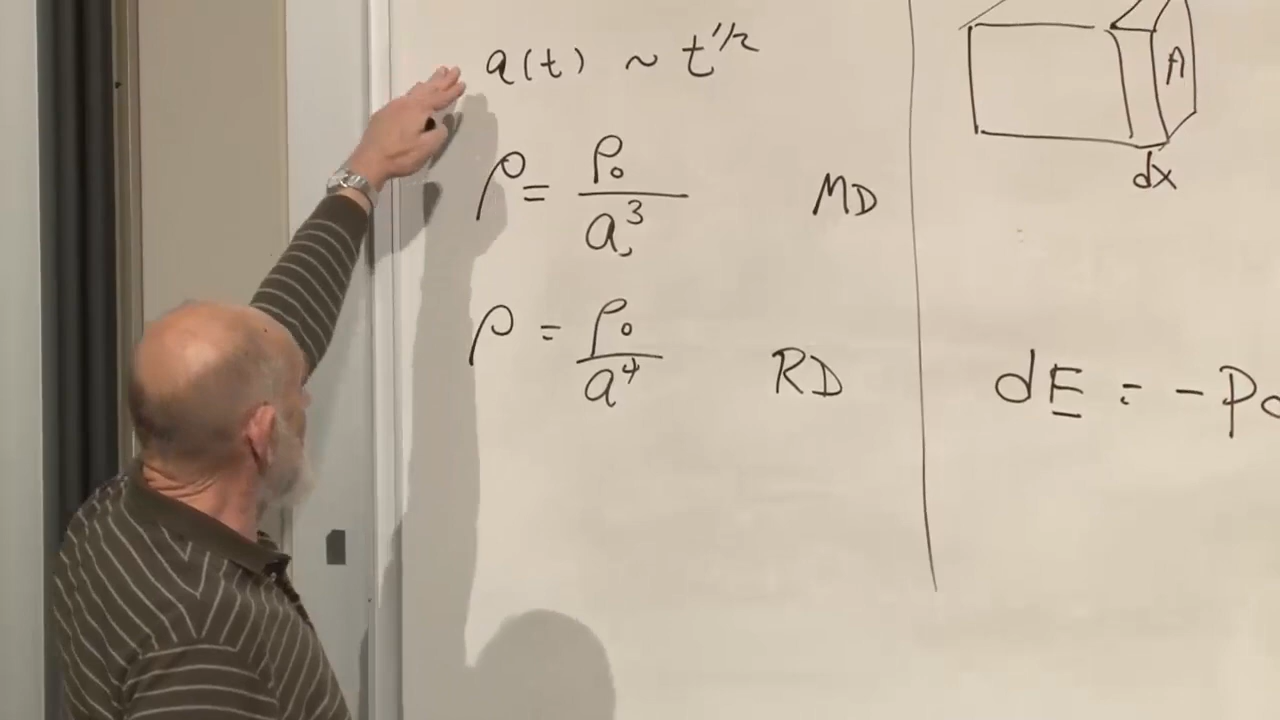 a(t) ~ t^{1/2}
ρ = ρ₀/a³ MD
ρ = ρ₀/a⁴ RD
A
dx
dE = -P